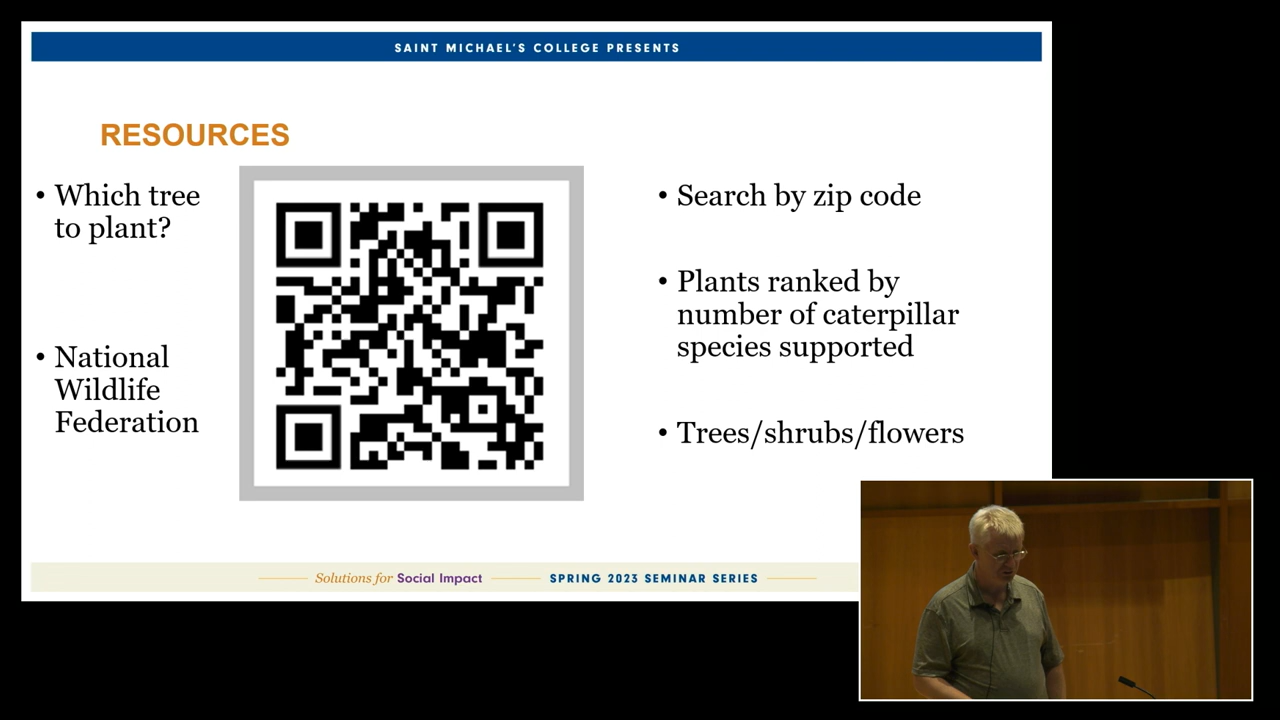 SAINT MICHAEL'S COLLEGE PRESENTS
RESOURCES
• Which tree
to plant?
• National
Wildlife
Federation
• Search by zip code
• Plants ranked by
number of caterpillar
species supported
• Trees/shrubs/flowers
Solutions for Social Impact
SPRING 2023 SEMINAR SERIES